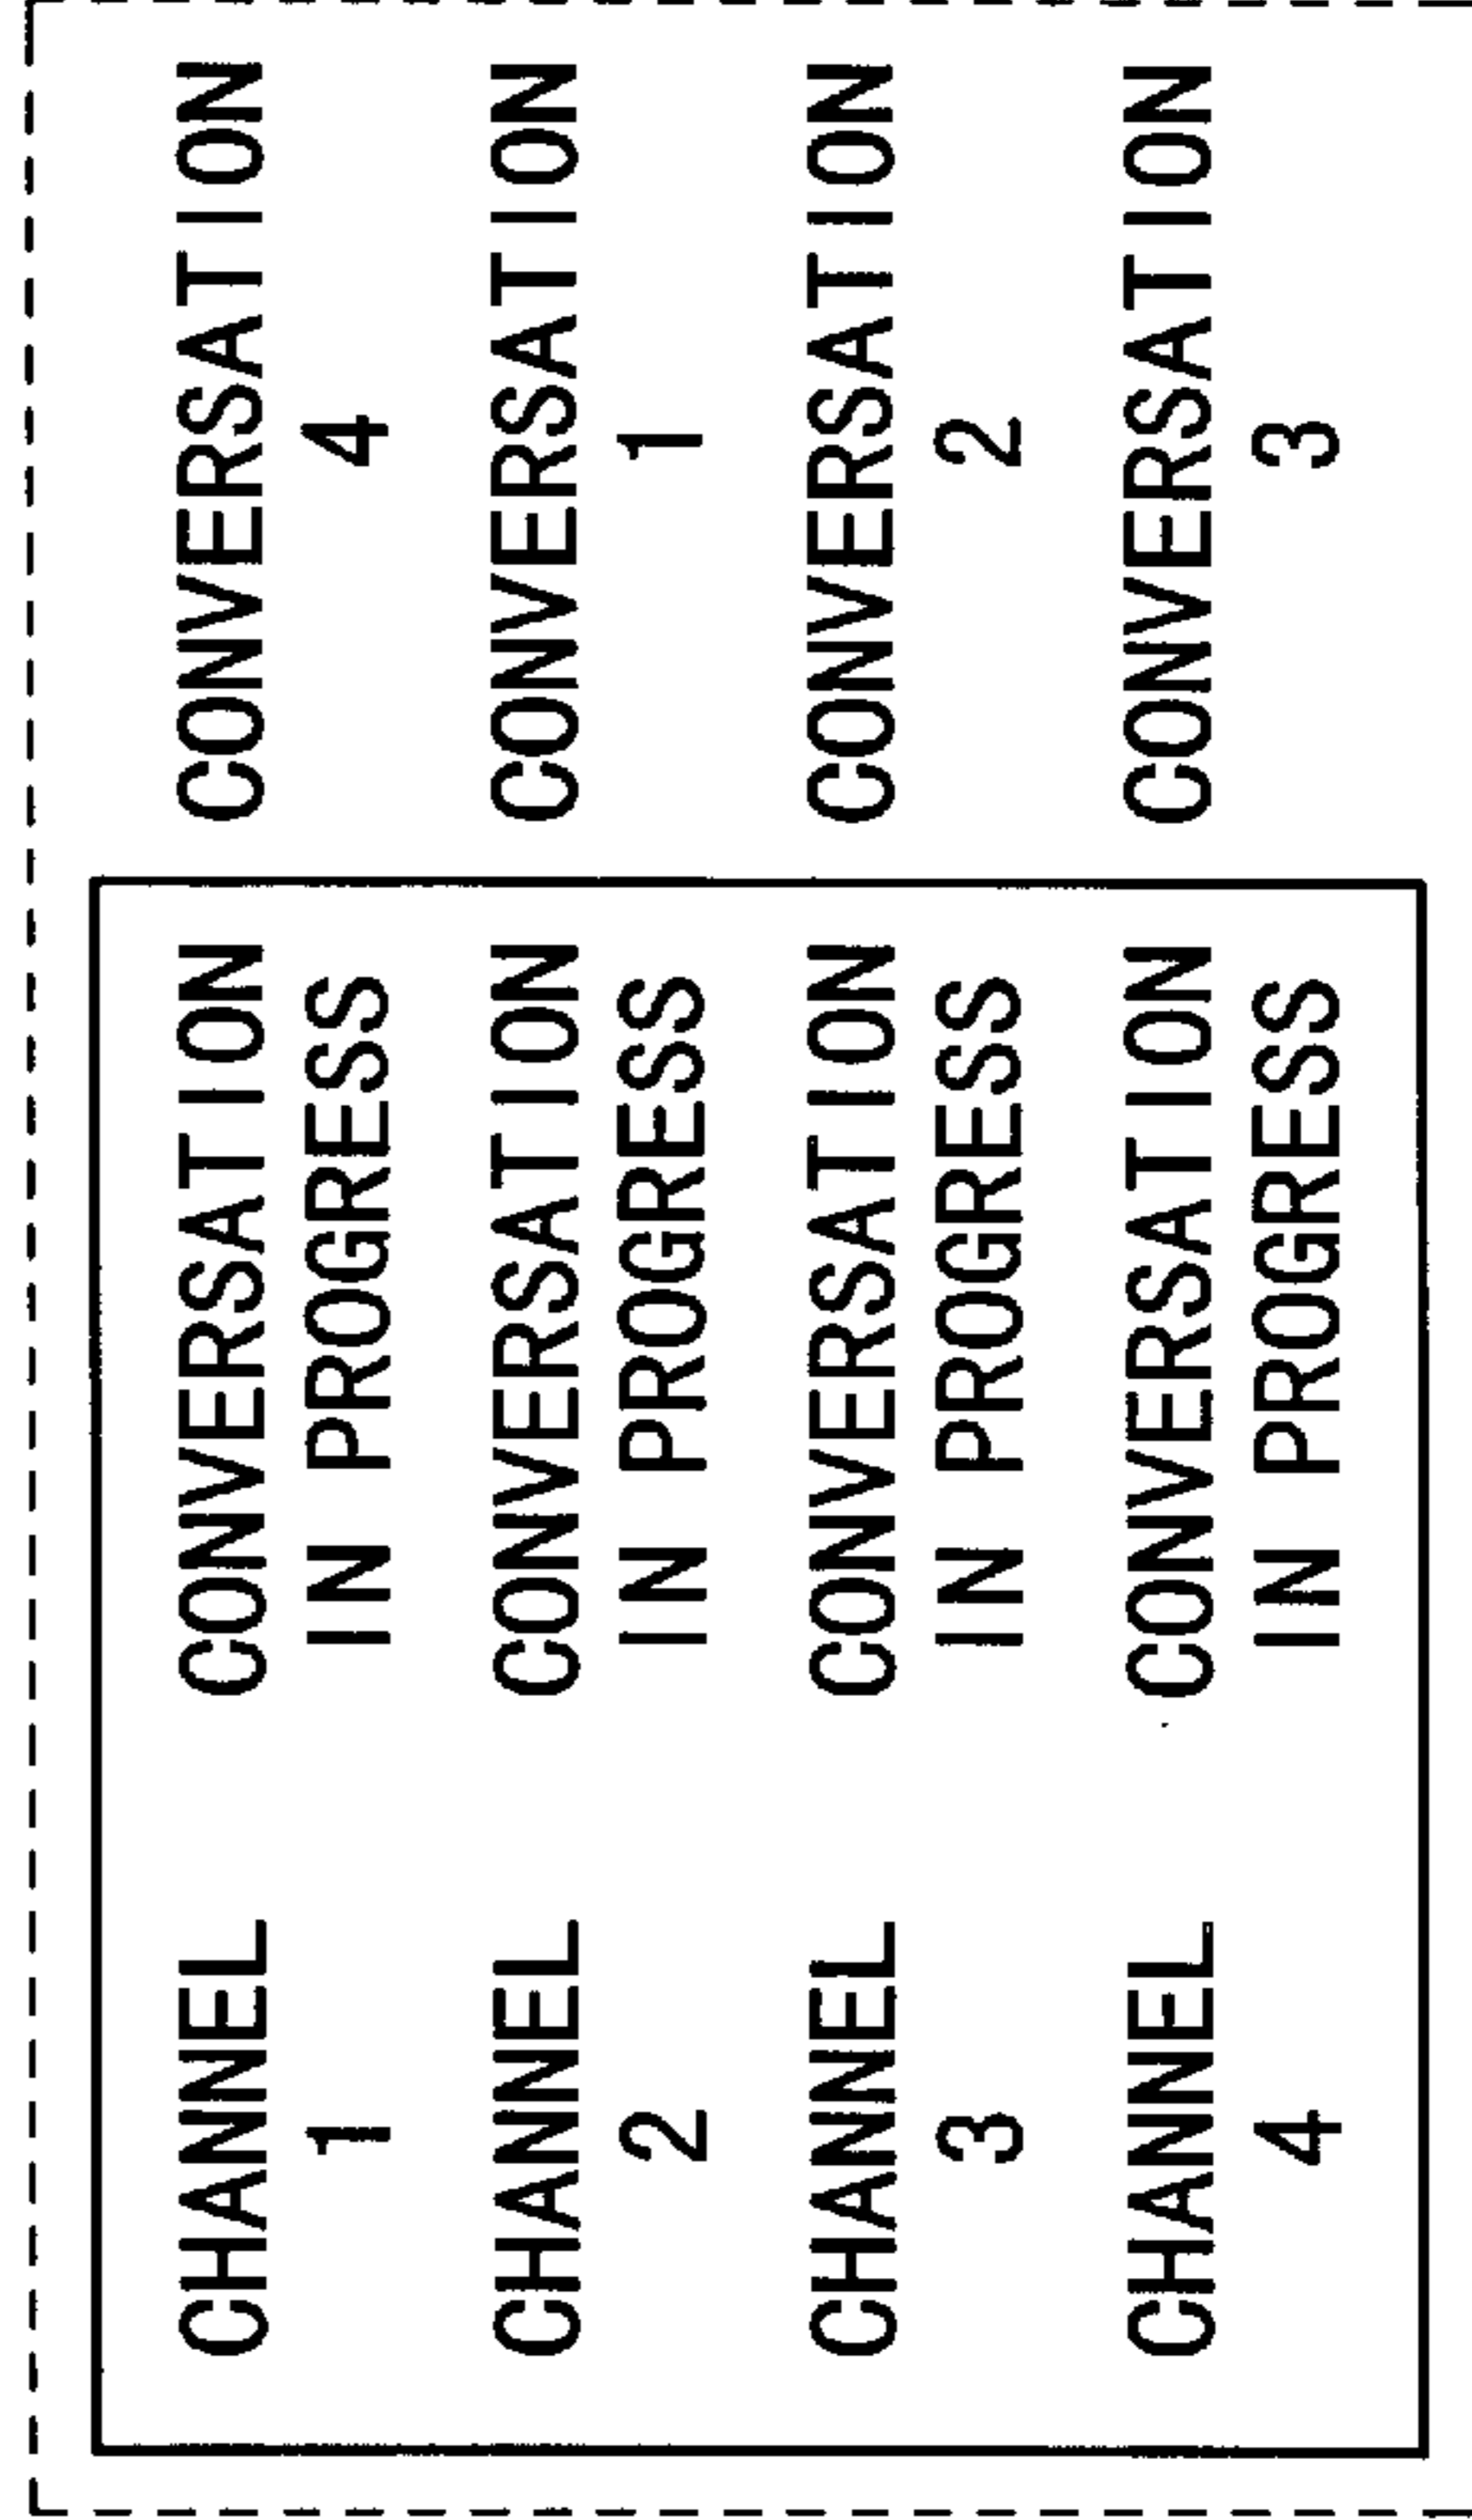 CHANNEL 1 CONVERSATION IN PROGRESS CONVERSATION 4
CHANNEL 2 CONVERSATION IN PROGRESS CONVERSATION 1
CHANNEL 3 CONVERSATION IN PROGRESS CONVERSATION 2
CHANNEL 4 CONVERSATION IN PROGRESS CONVERSATION 3